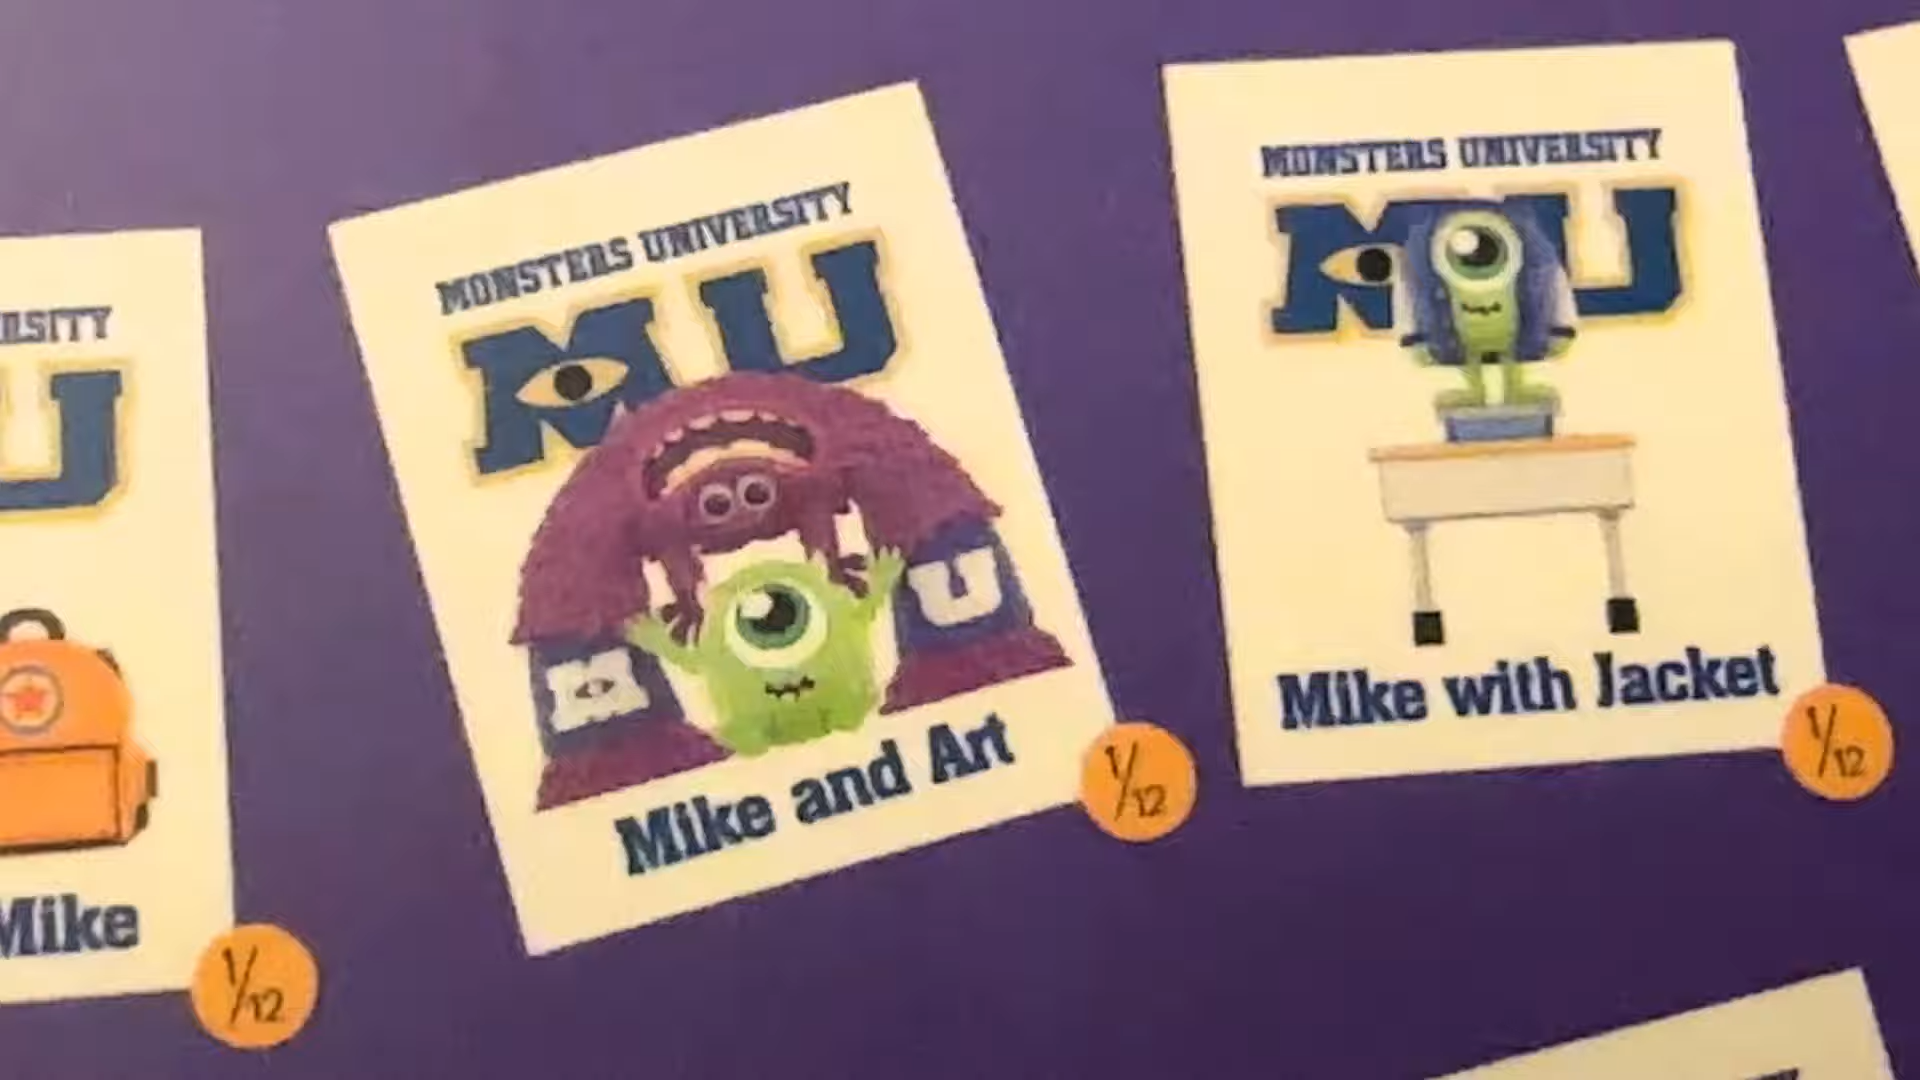 RSITY
U
Mike
1/12
MONSTERS UNIVERSITY
MU
M
U
Mike and Art
1/12
MONSTERS UNIVERSITY
MU
Mike with Jacket
1/12